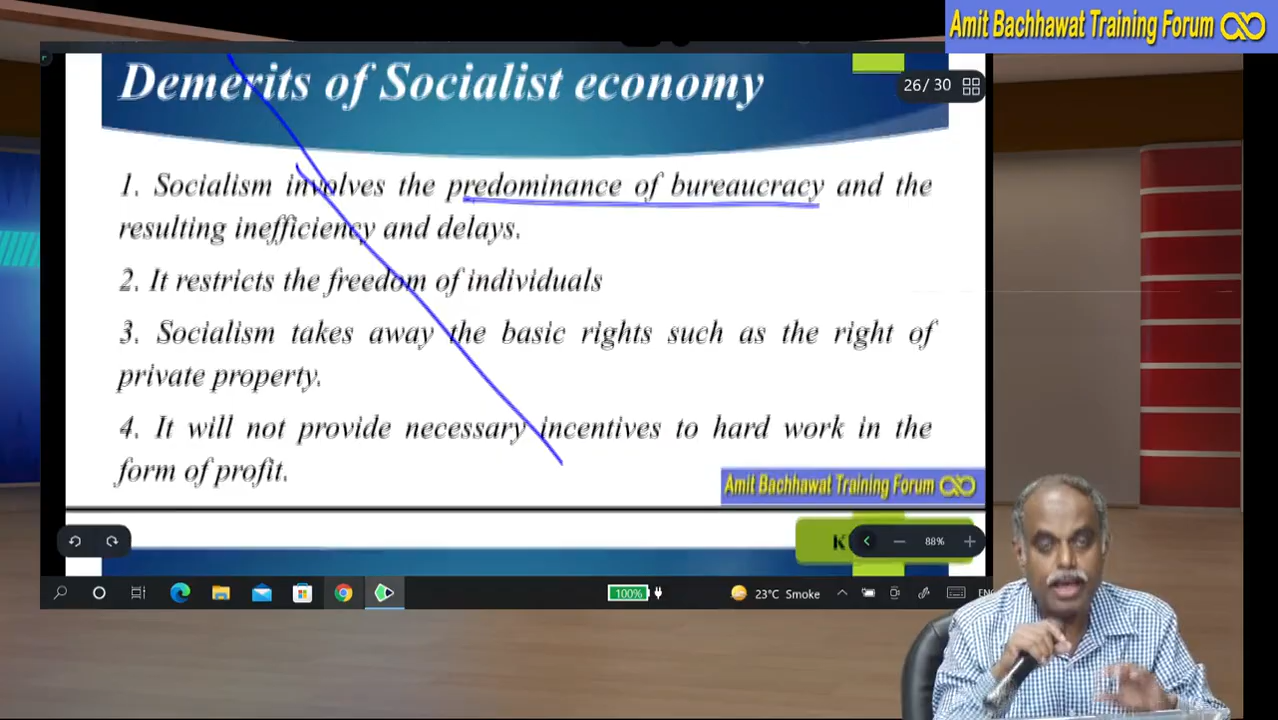 Amit Bachhawat Training Forum
Demerits of Socialist economy
26/ 30
1. Socialism involves the predominance of bureaucracy and the
resulting inefficiency and delays.
2. It restricts the freedom of individuals
3. Socialism takes away the basic rights such as the right of
private property.
4. It will not provide necessary incentives to hard work in the
form of profit.
Amit Bachhawat Training Forum
K
88%
100%
23°C Smoke